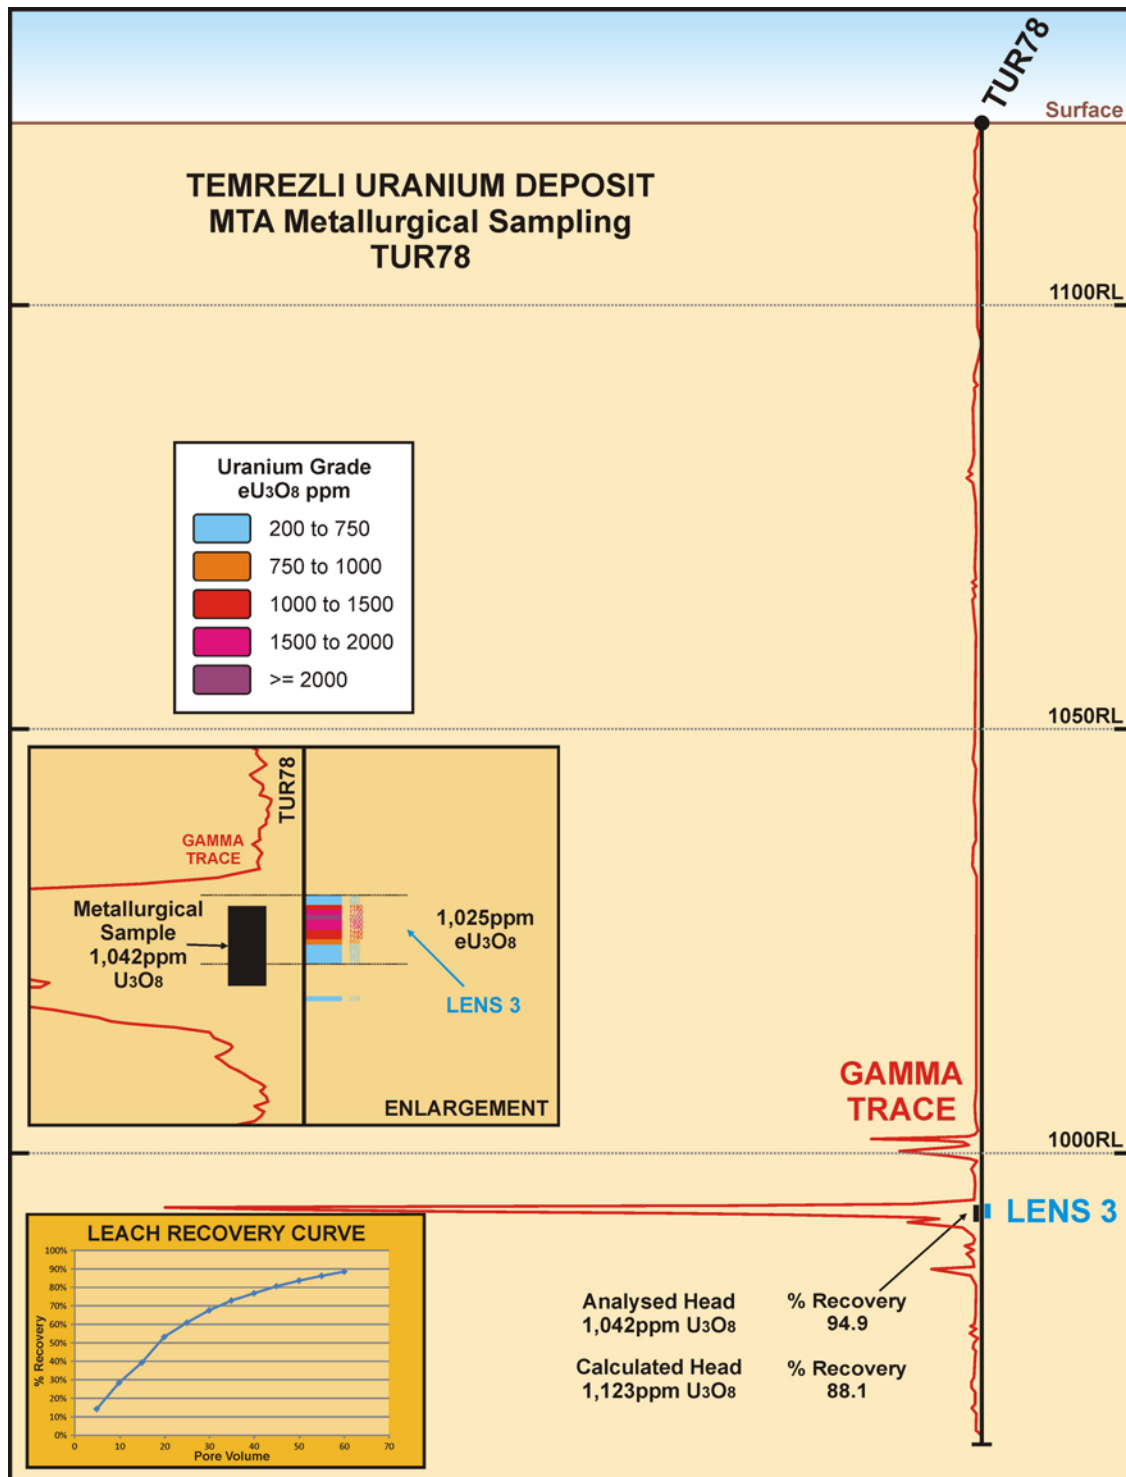 TUR78
Surface
TEMREZLI URANIUM DEPOSIT
MTA Metallurgical Sampling
TUR78
1100RL
Uranium Grade
eU3O8 ppm
200 to 750
750 to 1000
1000 to 1500
1500 to 2000
>= 2000
1050RL
TUR78
GAMMA
TRACE
Metallurgical
Sample
1,042ppm
U3O8
1,025ppm
eU3O8
LENS 3
ENLARGEMENT
GAMMA
TRACE
1000RL
LENS 3
LEACH RECOVERY CURVE
100%
90%
80%
70%
60%
50%
40%
30%
20%
10%
0%
% Recovery
0 10 20 30 40 50 60 70
Pore Volume
Analysed Head % Recovery
1,042ppm U3O8 94.9
Calculated Head % Recovery
1,123ppm U3O8 88.1